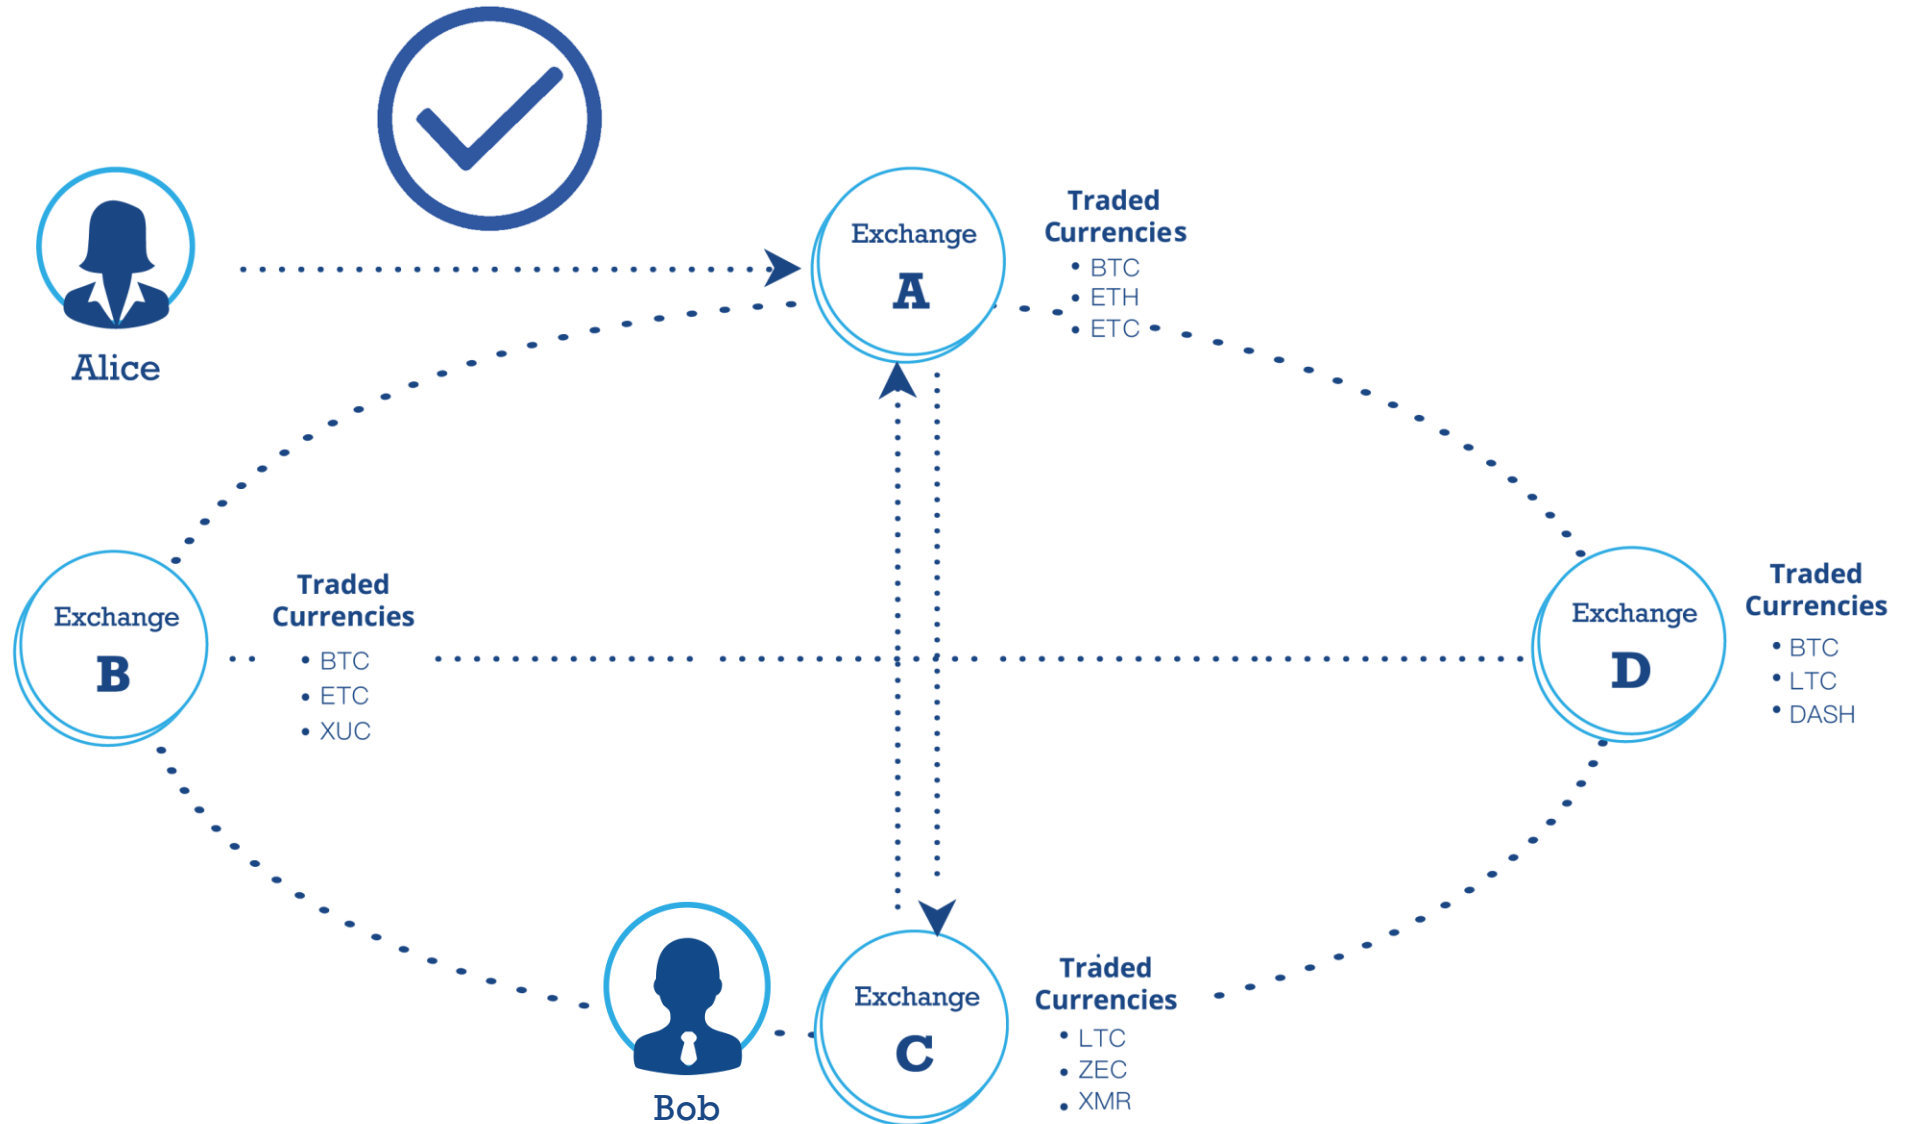 Alice
Exchange
A
Traded
Currencies
• BTC
• ETH
• ETC
Exchange
B
Traded
Currencies
• BTC
• ETC
• XUC
Exchange
D
Traded
Currencies
• BTC
• LTC
• DASH
Bob
Exchange
C
Traded
Currencies
• LTC
• ZEC
• XMR